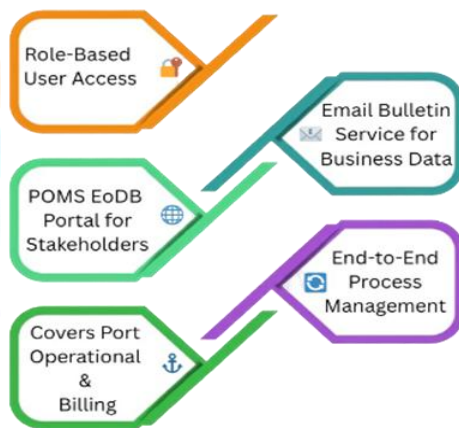 Role-Based
User Access
Email Bulletin
Service for
Business Data
POMS EoDB
Portal for
Stakeholders
End-to-End
Process
Management
Covers Port
Operational
&
Billing